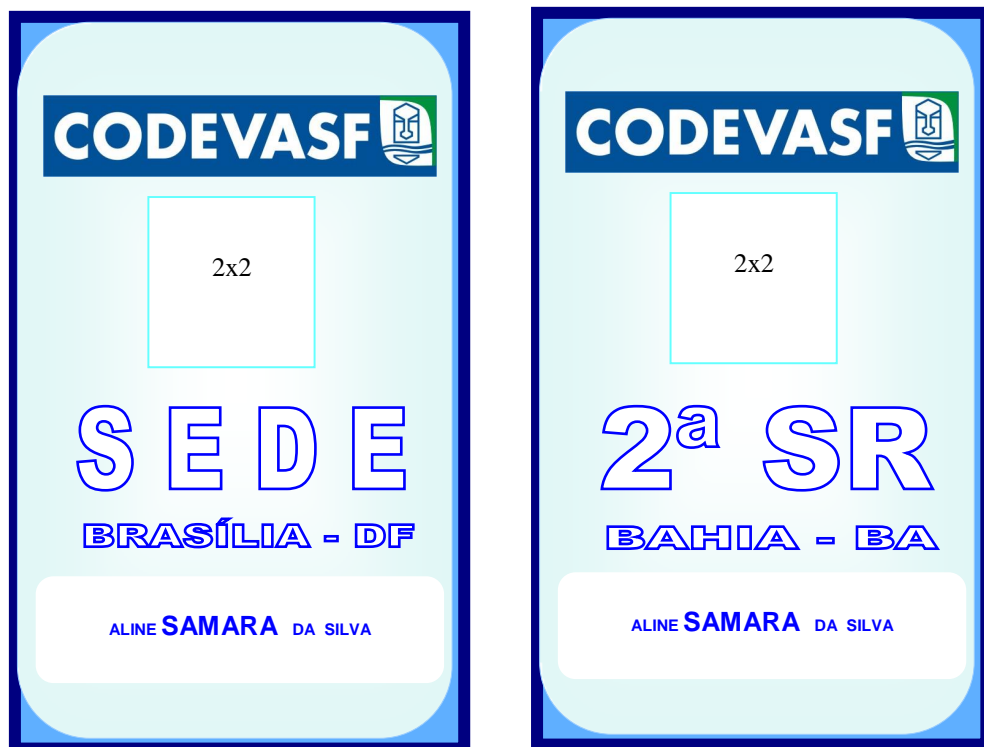 CODEVASF
2x2
S E D E
BRASÍLIA - DF
ALINE SAMARA DA SILVA
CODEVASF
2x2
2ª SR
BAHIA - BA
ALINE SAMARA DA SILVA